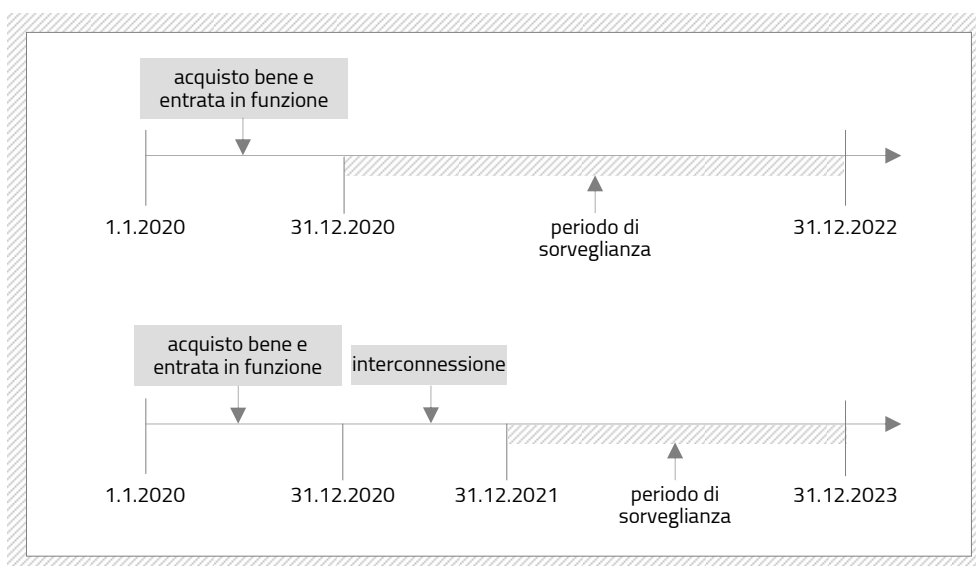 acquisto bene e
entrata in funzione
1.1.2020
31.12.2020
periodo di
sorveglianza
31.12.2022
acquisto bene e
entrata in funzione
interconnessione
1.1.2020
31.12.2020
31.12.2021
periodo di
sorveglianza
31.12.2023